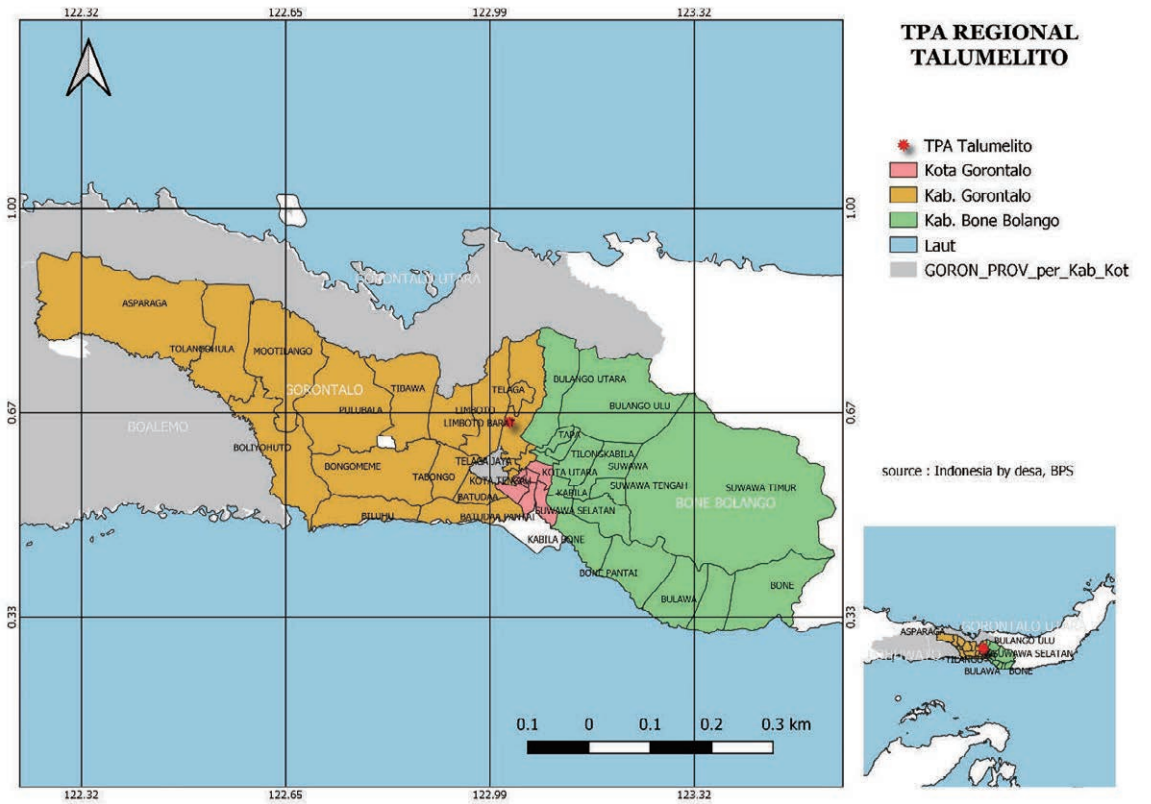 122.32 122.65 122.99 123.32
TPA REGIONAL
TALUMELITO
TPA Talumelito
Kota Gorontalo
Kab. Gorontalo
Kab. Bone Bolango
Laut
GORON_PROV_per_Kab_Kot
1.00 1.00
GORONTALO UTARA
ASPARAGA
TOLANGOHULA
MOOTILANGO
GORONTALO
TIBAWA
TELAGA
BULANGO UTARA
PULUBALA
LIMBOTO
BULANGO ULU
0.67 0.67
LIMBOTO BARAT
BOALEMO
BOLIYOHUTO
TAPA
TILONGKABILA
BONGOMEME
TELAGA JAYA
KOTA UTARA
SUWAWA
TABONGO
SUWAWA TENGAH
SUWAWA TIMUR
BATUDAA
KABILA
BONE BOLANGO
BILUHU
BATUDAA PANTAI
SUWAWA SELATAN
KABILA BONE
BONE PANTAI
BULAWA
BONE
0.33 0.33
source : Indonesia by desa, BPS
0.1 0 0.1 0.2 0.3 km
122.32 122.65 122.99 123.32
GORONTALO UTARA
ASPARAGA
BULANGO ULU
SUWAWA SELATAN
BULAWA
BONE